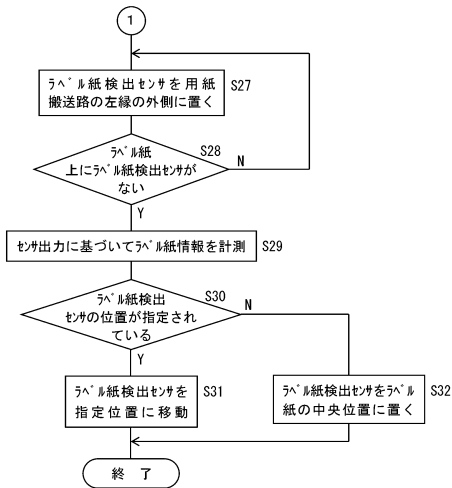 1
ラベル紙検出センサを用紙
搬送路の左縁の外側に置く
S27
ラベル紙
上にラベル紙検出センサが
ない
S28
N
Y
センサ出力に基づいてラベル紙情報を計測
S29
ラベル紙検出
センサの位置が指定され
ている
S30
N
Y
ラベル紙検出センサを
指定位置に移動
S31
ラベル紙検出センサをラベル
紙の中央位置に置く
S32
終 了